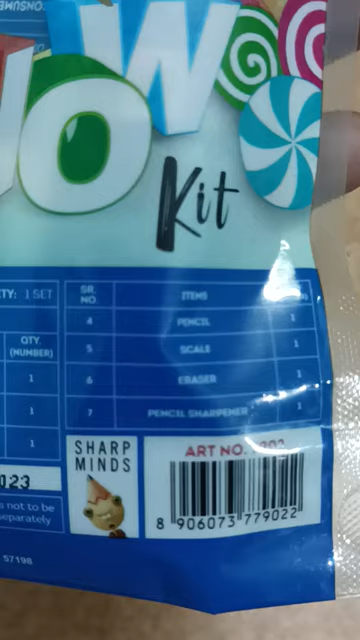 CONSUME
OW
Kit
TY: 1 SET
SR. NO
ITEMS
QTY. (NUMBER)
4 PENCIL 1
5 SCALE 1
1
6 ERASER 1
1
7 PENCIL SHARPENER 1
1
SHARP
MINDS
ART NO.
023
s not to be
separately
8 906073 779022
57198